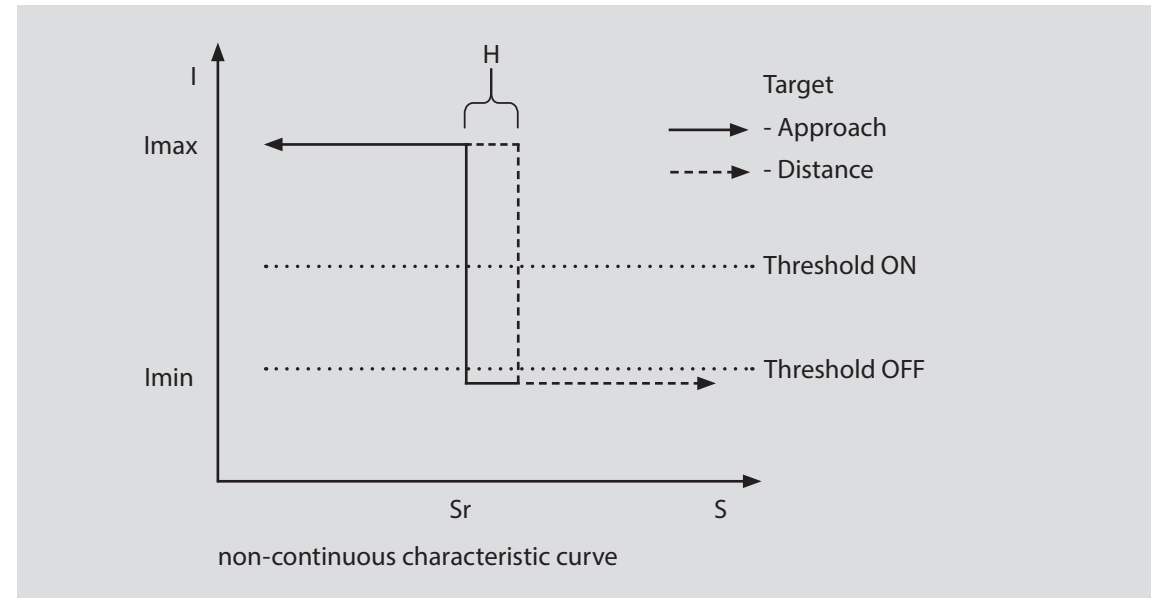 H
I
Target
Imax
- Approach
- Distance
Threshold ON
Imin
Threshold OFF
Sr
S
non-continuous characteristic curve